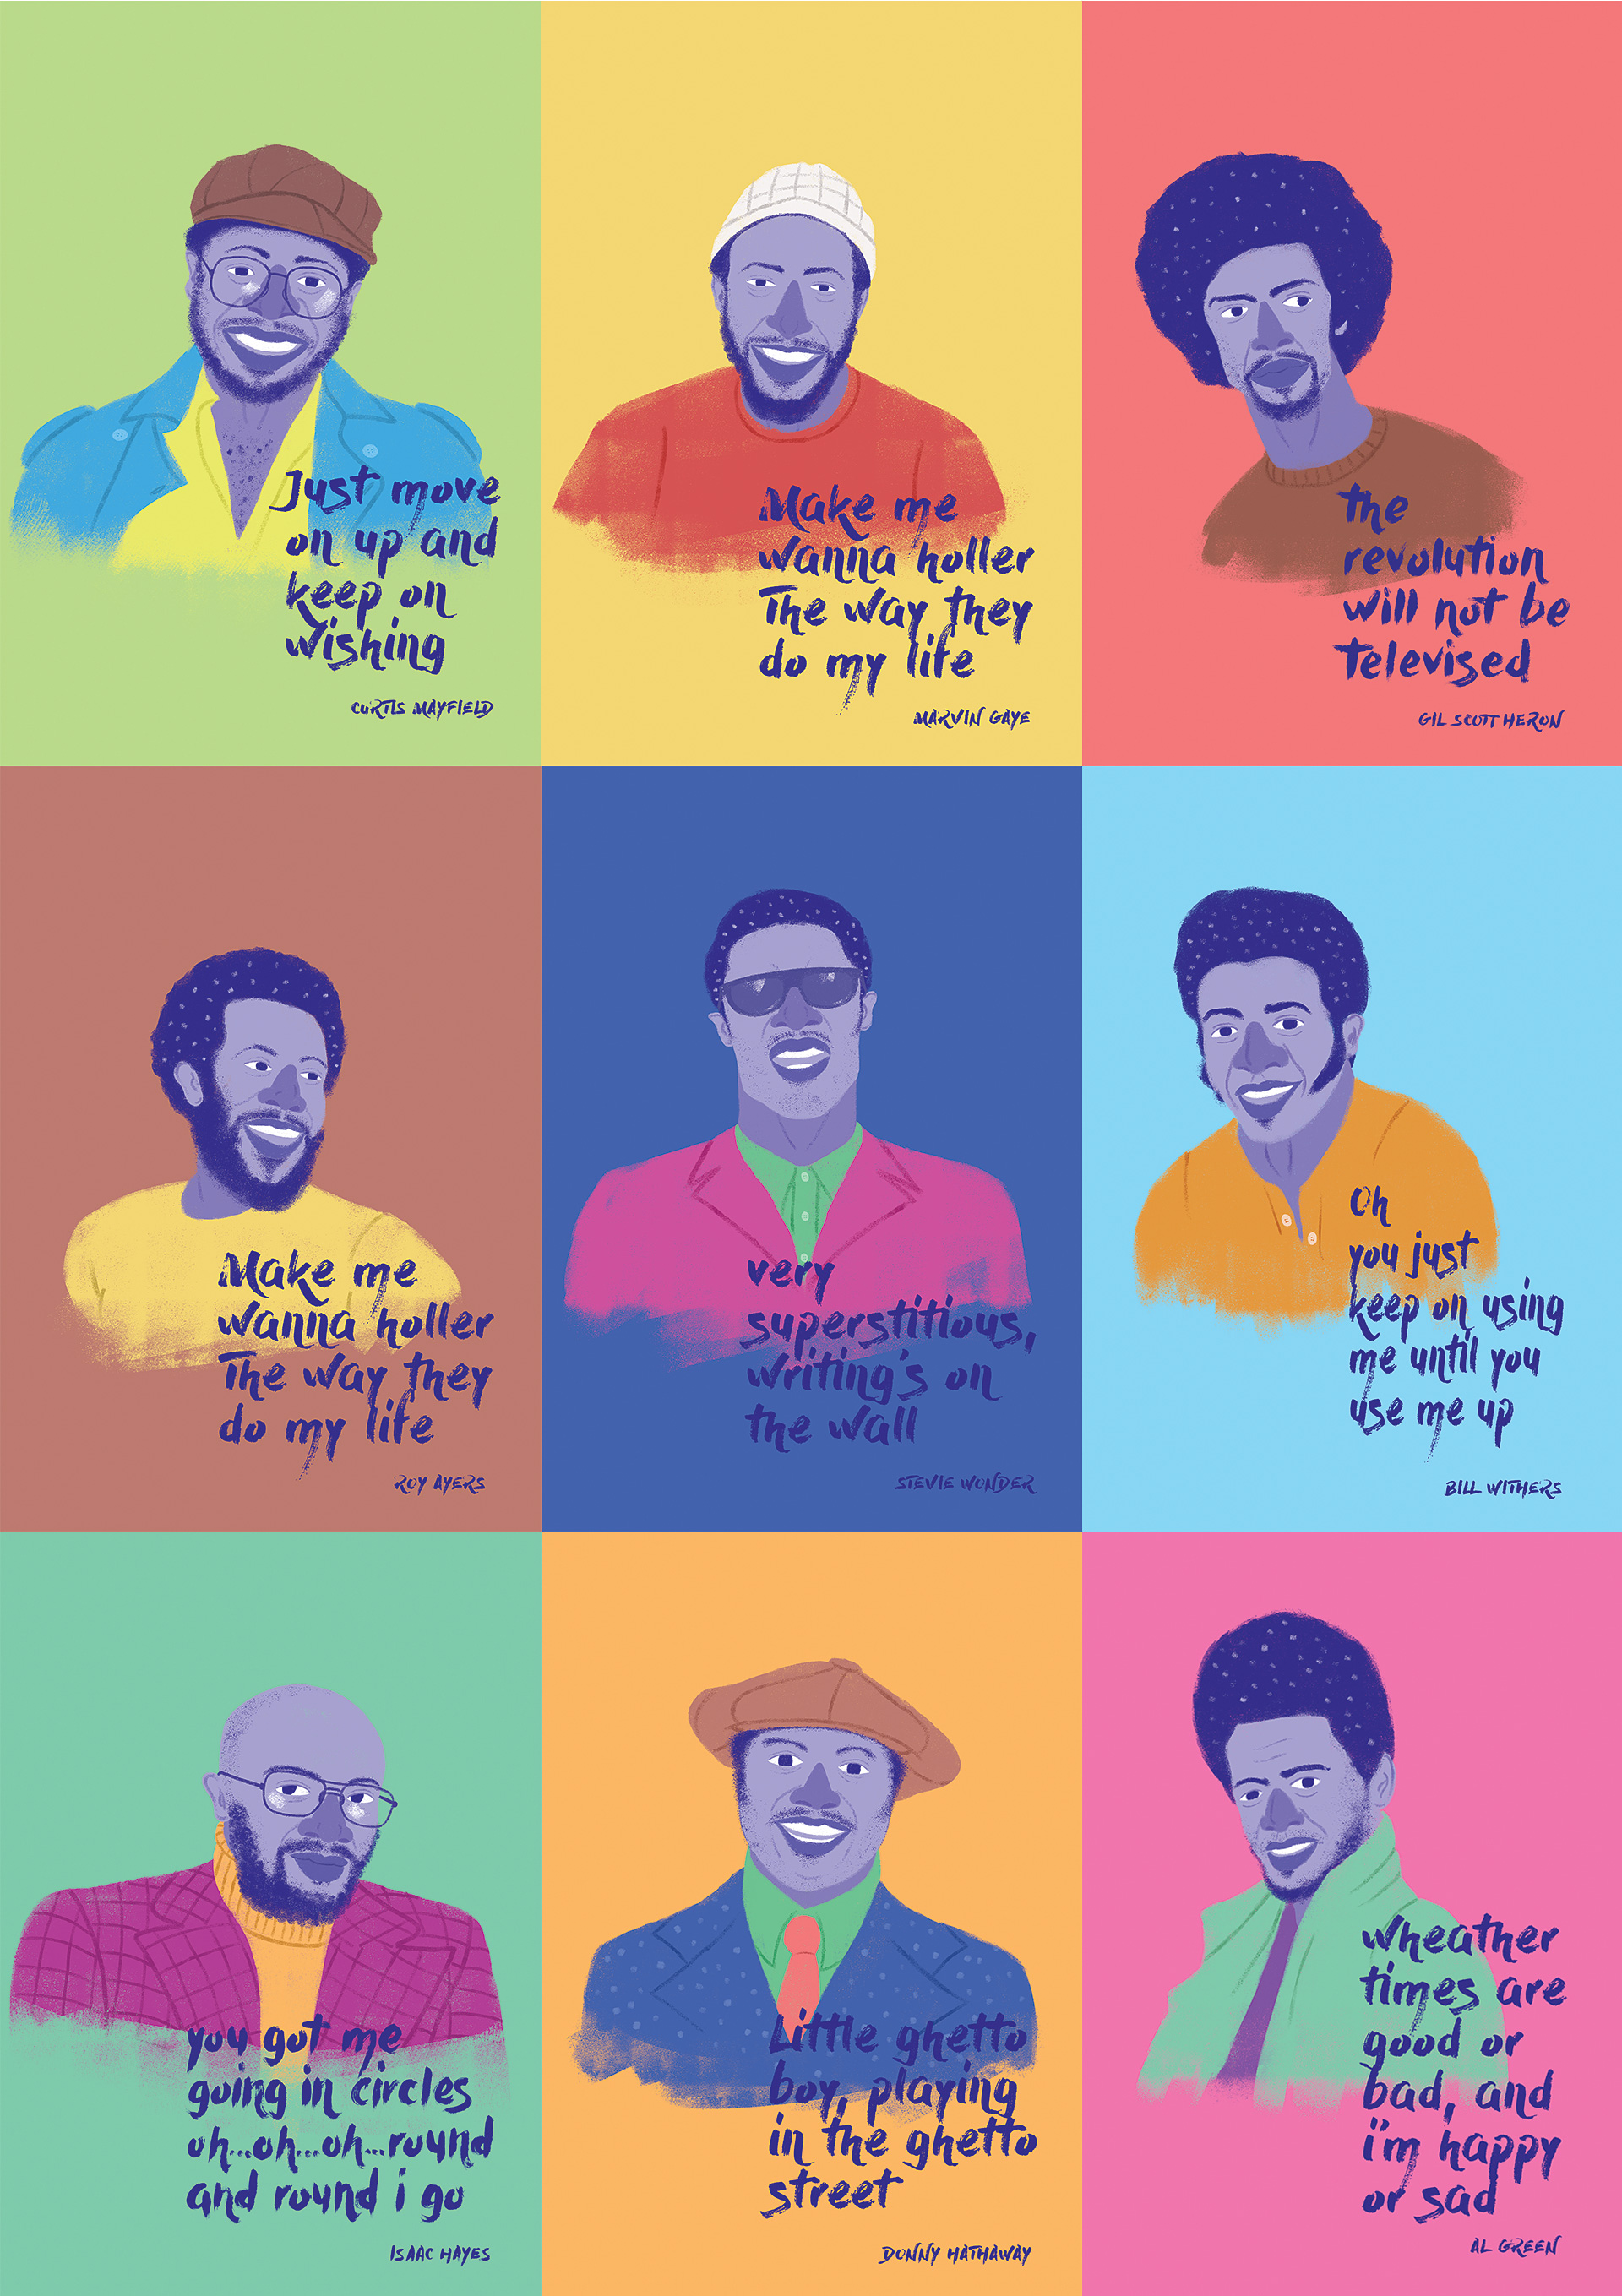 Just move
on up and
keep on
wishing
CURTIS MAYFIELD
Make me
wanna holler
The way they
do my life
MARVIN GAYE
the
revolution
will not be
televised
GIL SCOTT HERON
Make me
wanna holler
The way they
do my life
ROY AYERS
very
superstitious,
writing's on
the wall
STEVIE WONDER
Oh
you just
keep on using
me until you
use me up
BILL WITHERS
you got me
going in circles
oh...oh...oh...round
and round i go
ISAAC HAYES
Little ghetto
boy, playing
in the ghetto
street
DONNY HATHAWAY
wheather
times are
good or
bad, and
i'm happy
or sad
AL GREEN